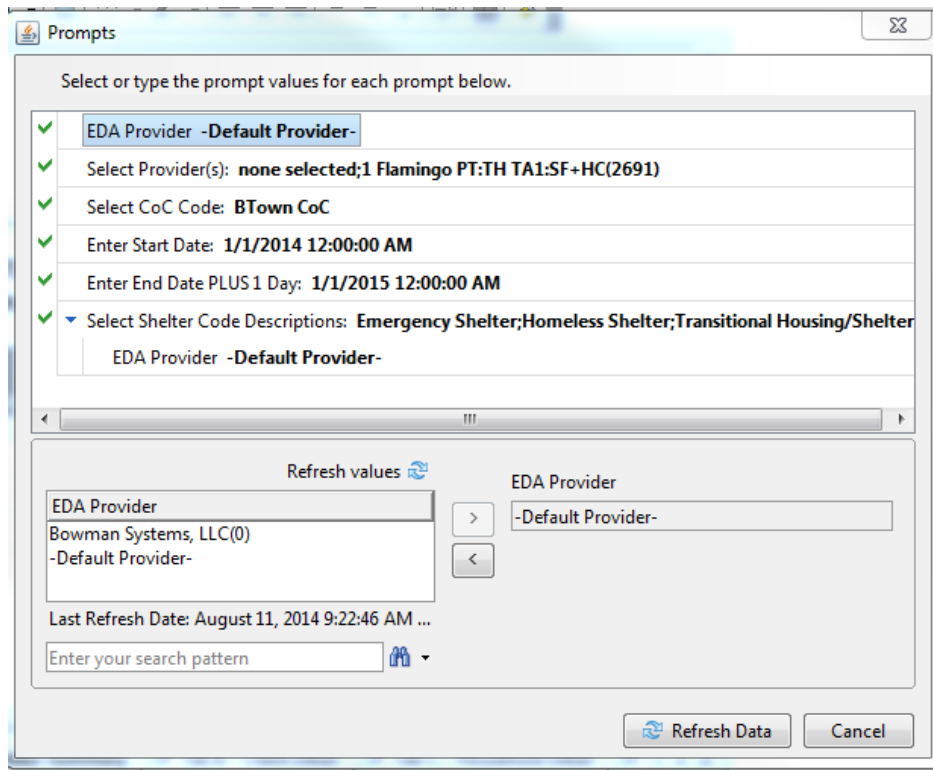 Prompts
Select or type the prompt values for each prompt below.
EDA Provider -Default Provider-
Select Provider(s): none selected;1 Flamingo PT:TH TA1:SF+HC(2691)
Select CoC Code: BTown CoC
Enter Start Date: 1/1/2014 12:00:00 AM
Enter End Date PLUS 1 Day: 1/1/2015 12:00:00 AM
Select Shelter Code Descriptions: Emergency Shelter;Homeless Shelter;Transitional Housing/Shelter
EDA Provider -Default Provider-
Refresh values
EDA Provider
Bowman Systems, LLC(0)
-Default Provider-
Last Refresh Date: August 11, 2014 9:22:46 AM ...
Enter your search pattern
EDA Provider
-Default Provider-
>
<
Refresh Data
Cancel